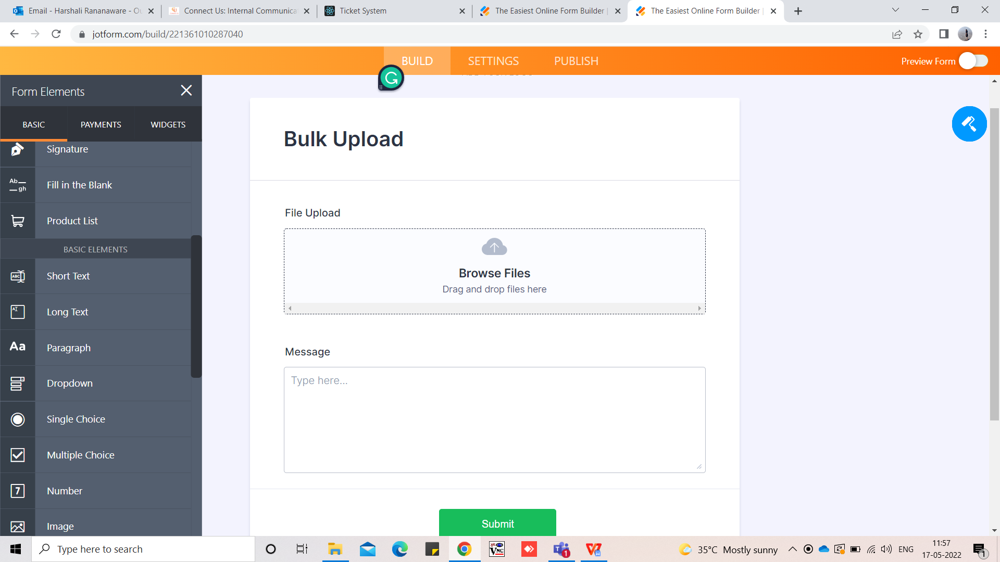 Email - Harshali Rananaware - Ou
Connect Us: Internal Communica
Ticket System
The Easiest Online Form Builder |
The Easiest Online Form Builder |
jotform.com/build/221361010287040
BUILD
SETTINGS
PUBLISH
Preview Form
Form Elements
BASIC
PAYMENTS
WIDGETS
Signature
Ab
gh
Fill in the Blank
Product List
BASIC ELEMENTS
ABC
Short Text
AI
Long Text
Aa
Paragraph
Dropdown
Single Choice
Multiple Choice
7
Number
Image
Bulk Upload
File Upload
Browse Files
Drag and drop files here
Message
Type here...
Submit
Type here to search
35°C Mostly sunny
ENG
11:57
17-05-2022
1